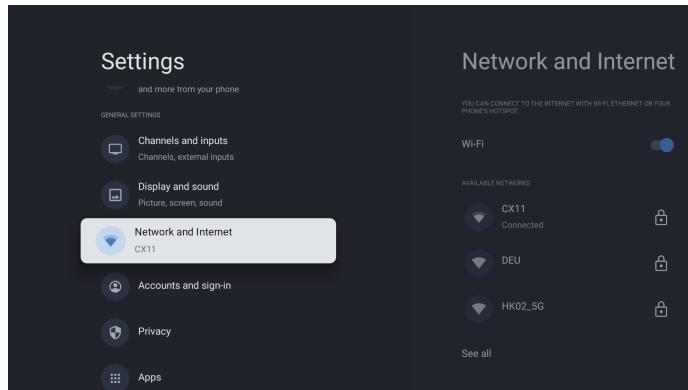 Settings
and more from your phone
GENERAL SETTINGS
Channels and inputs
Channels, external inputs
Display and sound
Picture, screen, sound
Network and Internet
CX11
Accounts and sign-in
Privacy
Apps
Network and Internet
YOU CAN CONNECT TO THE INTERNET WITH WI-FI, ETHERNET OR YOUR
PHONE'S HOTSPOT.
Wi-Fi
AVAILABLE NETWORKS
CX11
Connected
DEU
HK02_5G
See all